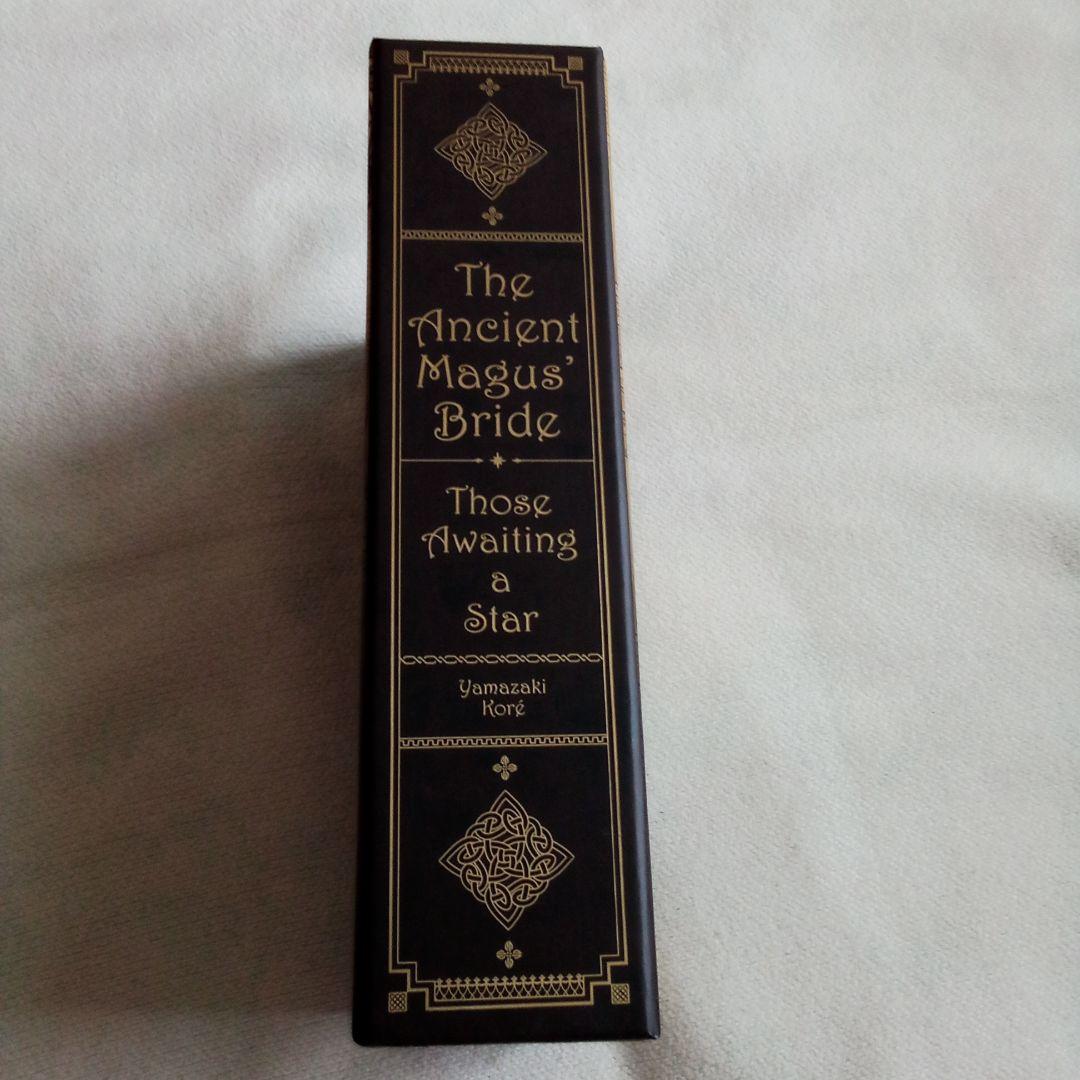 The
Ancient
Magus'
Bride
Those
Awaiting
a
Star
Yamazaki
Koré